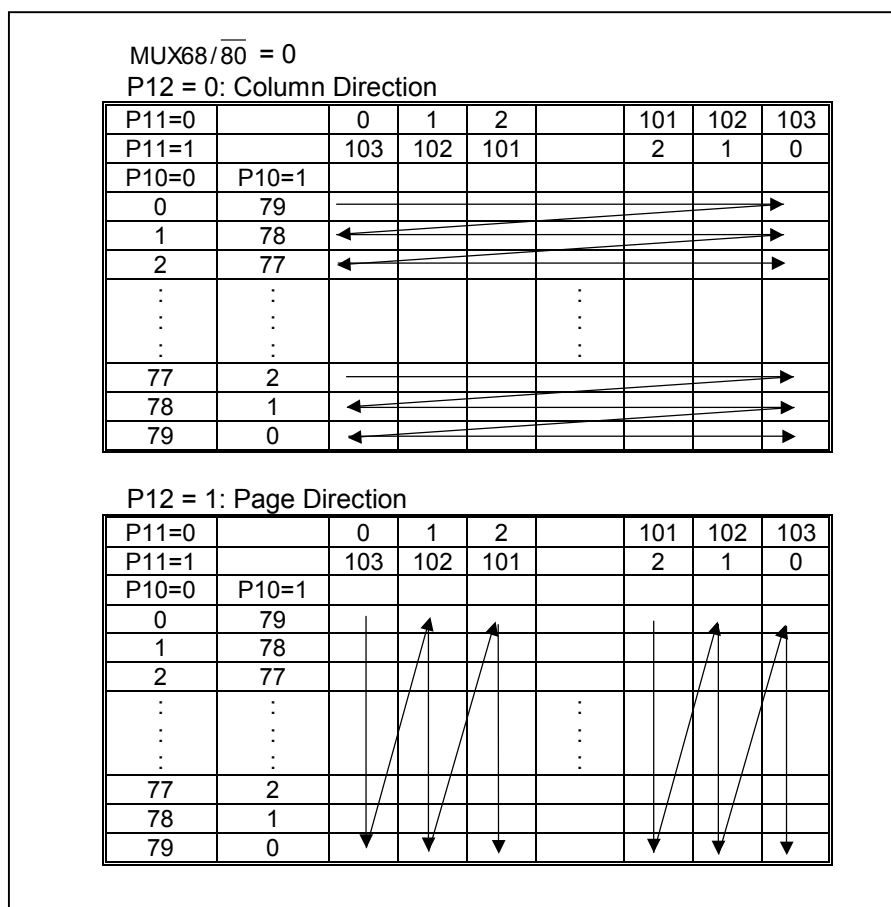 MUX68/80 = 0
P12 = 0: Column Direction
P11=0 0 1 2 101 102 103
P11=1 103 102 101 2 1 0
P10=0 P10=1
0 79
1 78
2 77
: : :
: : :
: : :
77 2
78 1
79 0
P12 = 1: Page Direction
P11=0 0 1 2 101 102 103
P11=1 103 102 101 2 1 0
P10=0 P10=1
0 79
1 78
2 77
: : :
: : :
: : :
77 2
78 1
79 0